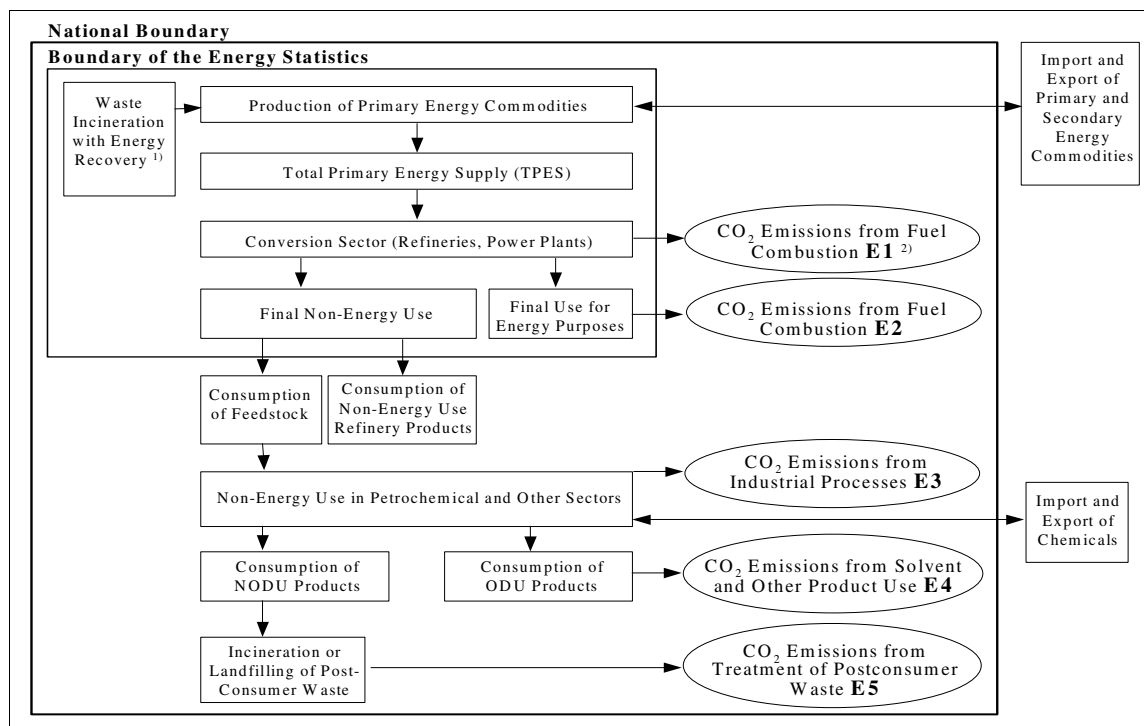 National Boundary
Boundary of the Energy Statistics
Waste
Incineration
with Energy
Recovery 1)
Production of Primary Energy Commodities
Import and
Export of
Primary and
Secondary
Energy
Commodities
Total Primary Energy Supply (TPES)
Conversion Sector (Refineries, Power Plants)
CO2 Emissions from Fuel
Combustion E1 2)
Final Non-Energy Use
Final Use for
Energy Purposes
CO2 Emissions from Fuel
Combustion E2
Consumption
of Feedstock
Consumption of
Non-Energy Use
Refinery Products
Non-Energy Use in Petrochemical and Other Sectors
CO2 Emissions from
Industrial Processes E3
Import and
Export of
Chemicals
Consumption of
NODU Products
Consumption of
ODU Products
CO2 Emissions from Solvent
and Other Product Use E4
Incineration or
Landfilling of Post-
Consumer Waste
CO2 Emissions from
Treatment of Postconsumer
Waste E5